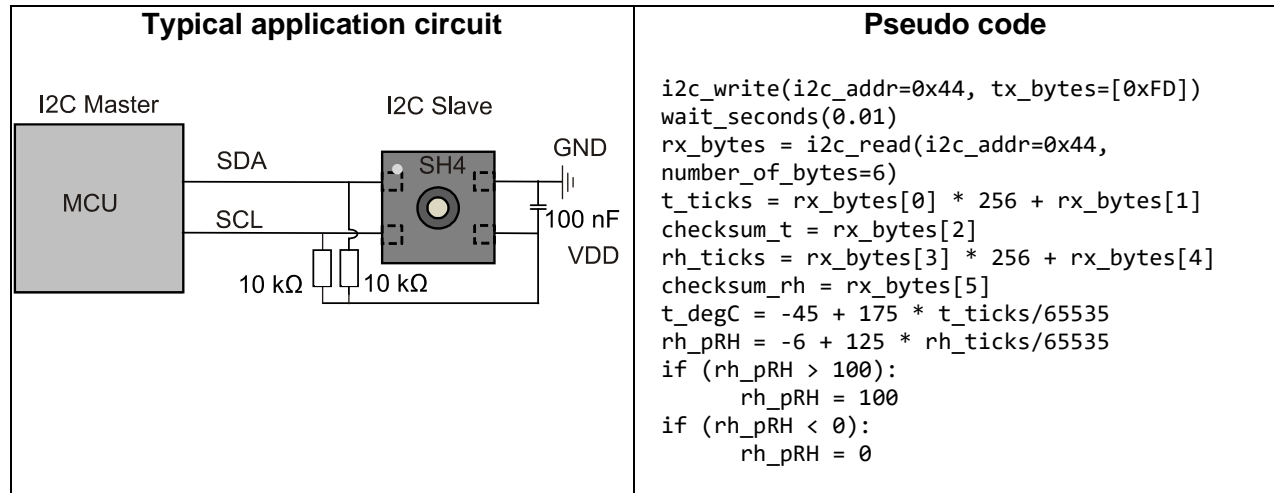 Typical application circuit
I2C Master
I2C Slave
MCU
SDA
SCL
SH4
GND
100 nF
VDD
10 kΩ
10 kΩ
Pseudo code
i2c_write(i2c_addr=0x44, tx_bytes=[0xFD])
wait_seconds(0.01)
rx_bytes = i2c_read(i2c_addr=0x44,
number_of_bytes=6)
t_ticks = rx_bytes[0] * 256 + rx_bytes[1]
checksum_t = rx_bytes[2]
rh_ticks = rx_bytes[3] * 256 + rx_bytes[4]
checksum_rh = rx_bytes[5]
t_degC = -45 + 175 * t_ticks/65535
rh_pRH = -6 + 125 * rh_ticks/65535
if (rh_pRH > 100):
rh_pRH = 100
if (rh_pRH < 0):
rh_pRH = 0